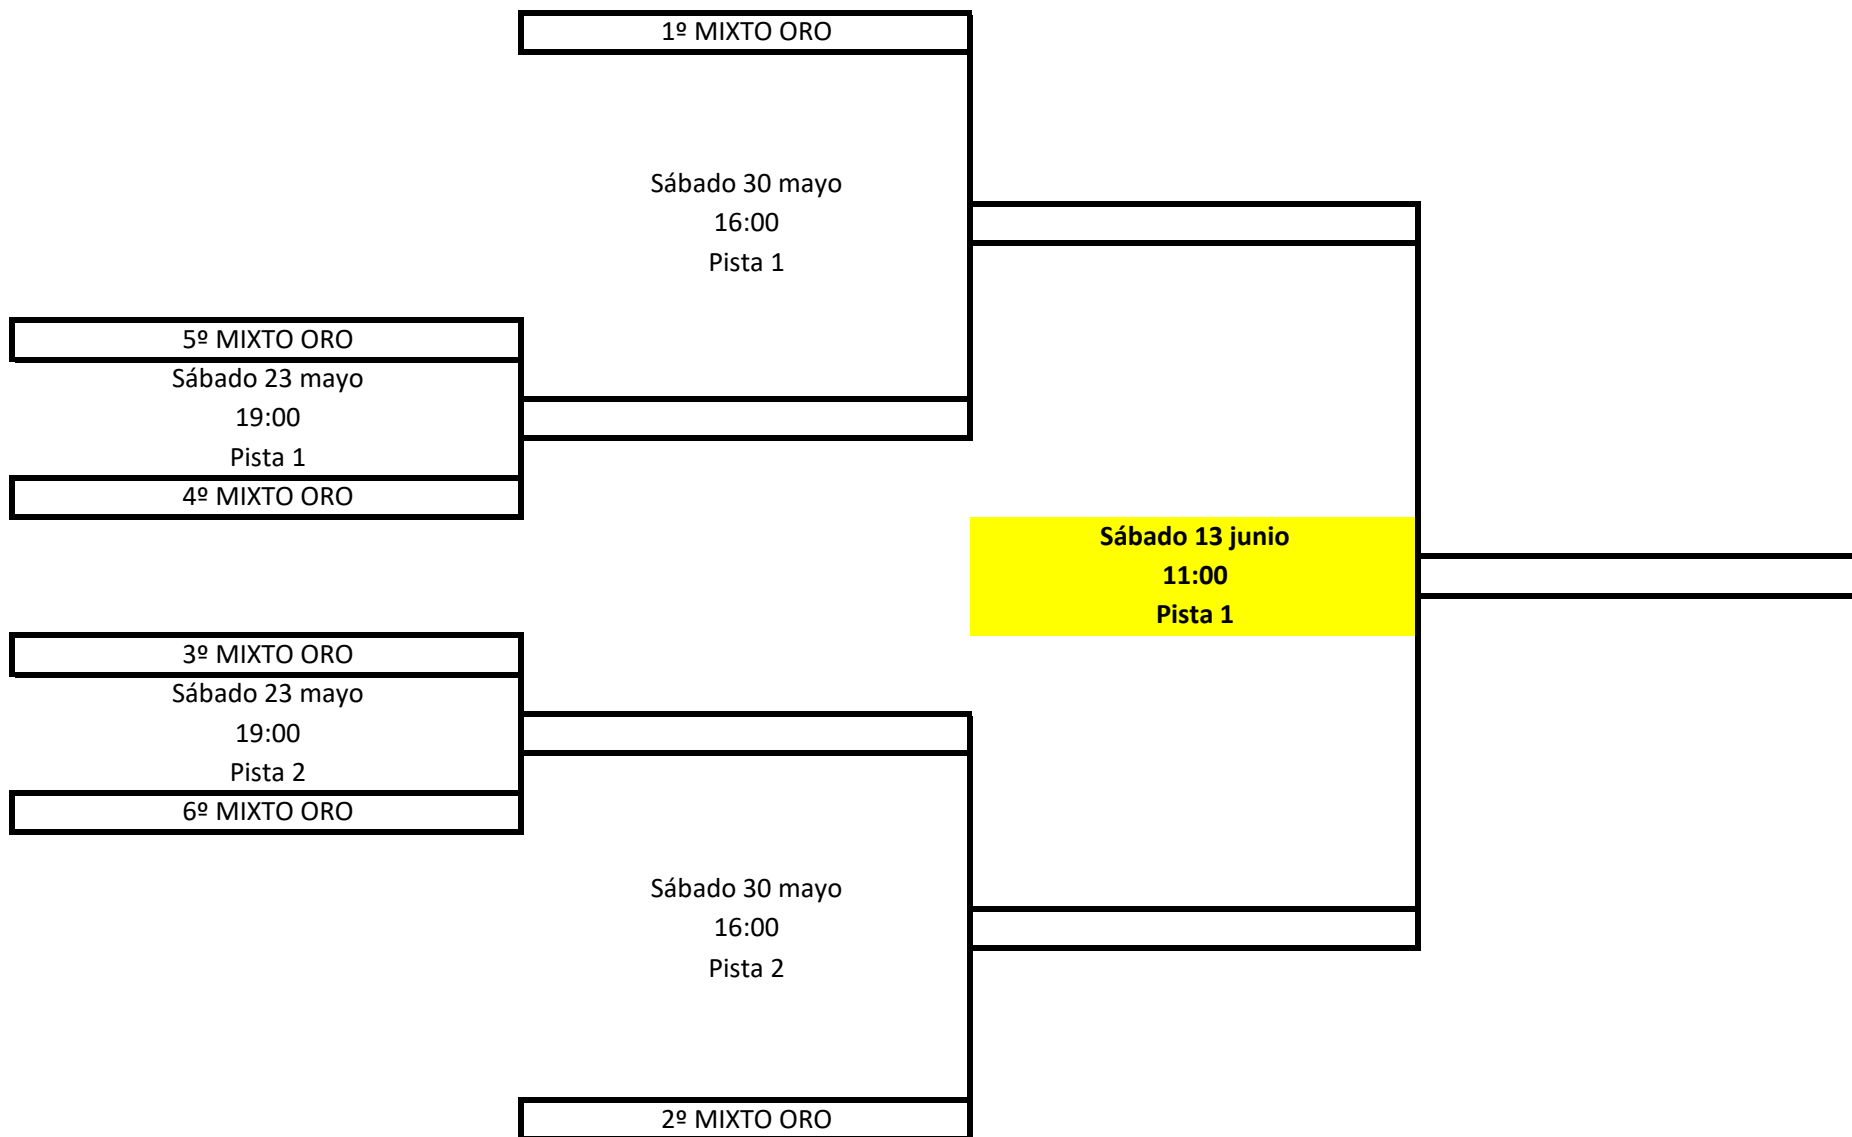 1º MIXTO ORO
Sábado 30 mayo
16:00
Pista 1
5º MIXTO ORO
Sábado 23 mayo
19:00
Pista 1
4º MIXTO ORO
Sábado 13 junio
11:00
Pista 1
3º MIXTO ORO
Sábado 23 mayo
19:00
Pista 2
6º MIXTO ORO
Sábado 30 mayo
16:00
Pista 2
2º MIXTO ORO